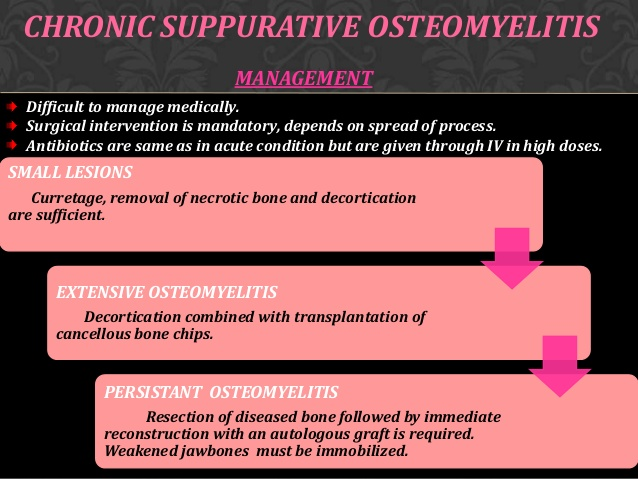 CHRONIC SUPPURATIVE OSTEOMYELITIS
MANAGEMENT
Difficult to manage medically.
Surgical intervention is mandatory, depends on spread of process.
Antibiotics are same as in acute condition but are given through IV in high doses.
SMALL LESIONS
Curretage, removal of necrotic bone and decortication
are sufficient.
EXTENSIVE OSTEOMYELITIS
Decortication combined with transplantation of
cancellous bone chips.
PERSISTANT OSTEOMYELITIS
Resection of diseased bone followed by immediate
reconstruction with an autologous graft is required.
Weakened jawbones must be immobilized.